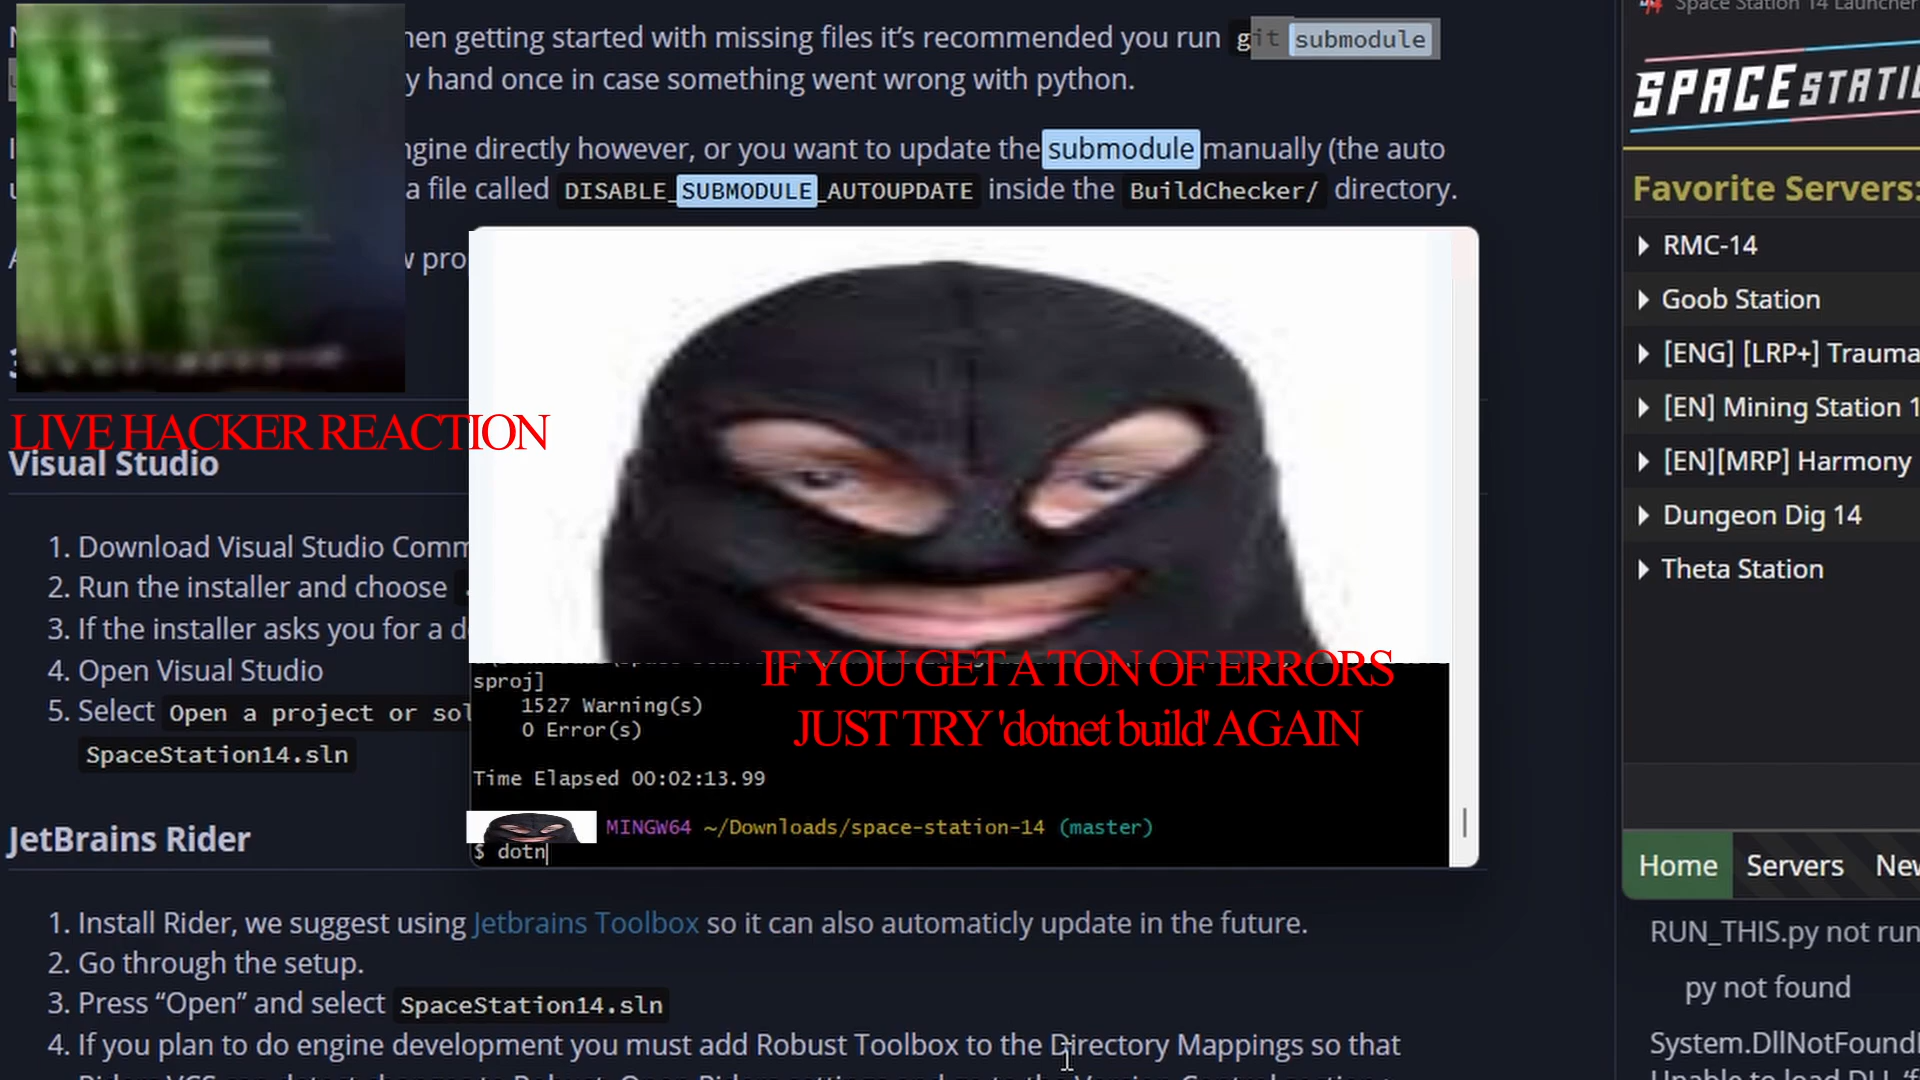 hen getting started with missing files it’s recommended you run git submodule
y hand once in case something went wrong with python.
ngine directly however, or you want to update the submodule manually (the auto
a file called DISABLE_SUBMODULE_AUTOUPDATE inside the BuildChecker/ directory.
w pro
LIVE HACKER REACTION
Visual Studio
1. Download Visual Studio Comm
2. Run the installer and choose
3. If the installer asks you for a d
4. Open Visual Studio
5. Select Open a project or sol
SpaceStation14.sln
sproj]
1527 Warning(s)
0 Error(s)
Time Elapsed 00:02:13.99
MINGW64 ~/Downloads/space-station-14 (master)
$ dotn
IF YOU GET A TON OF ERRORS
JUST TRY 'dotnet build' AGAIN
JetBrains Rider
1. Install Rider, we suggest using Jetbrains Toolbox so it can also automaticly update in the future.
2. Go through the setup.
3. Press “Open” and select SpaceStation14.sln
4. If you plan to do engine development you must add Robust Toolbox to the Directory Mappings so that
Space Station 14 Launcher
SPACE STATIO
Favorite Servers:
RMC-14
Goob Station
[ENG] [LRP+] Trauma
[EN] Mining Station 1
[EN][MRP] Harmony
Dungeon Dig 14
Theta Station
Home Servers New
RUN_THIS.py not run
py not found
System.DllNotFound